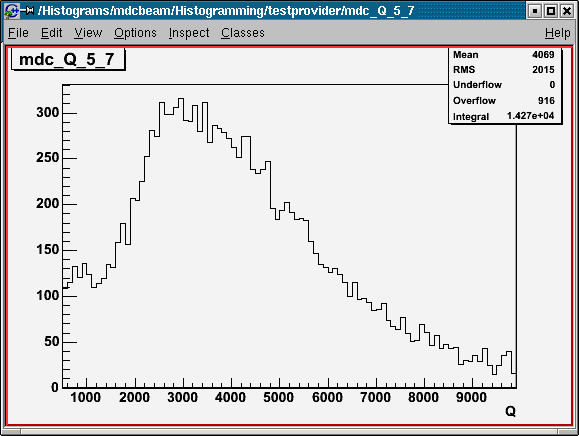 /Histograms/mdcbeam/Histogramming/testprovider/mdc_Q_5_7
File Edit View Options Inspect Classes Help
mdc_Q_5_7
Mean 4069
RMS 2015
Underflow 0
Overflow 916
Integral 1.427e+04
300
250
200
150
100
50
0
1000 2000 3000 4000 5000 6000 7000 8000 9000
Q